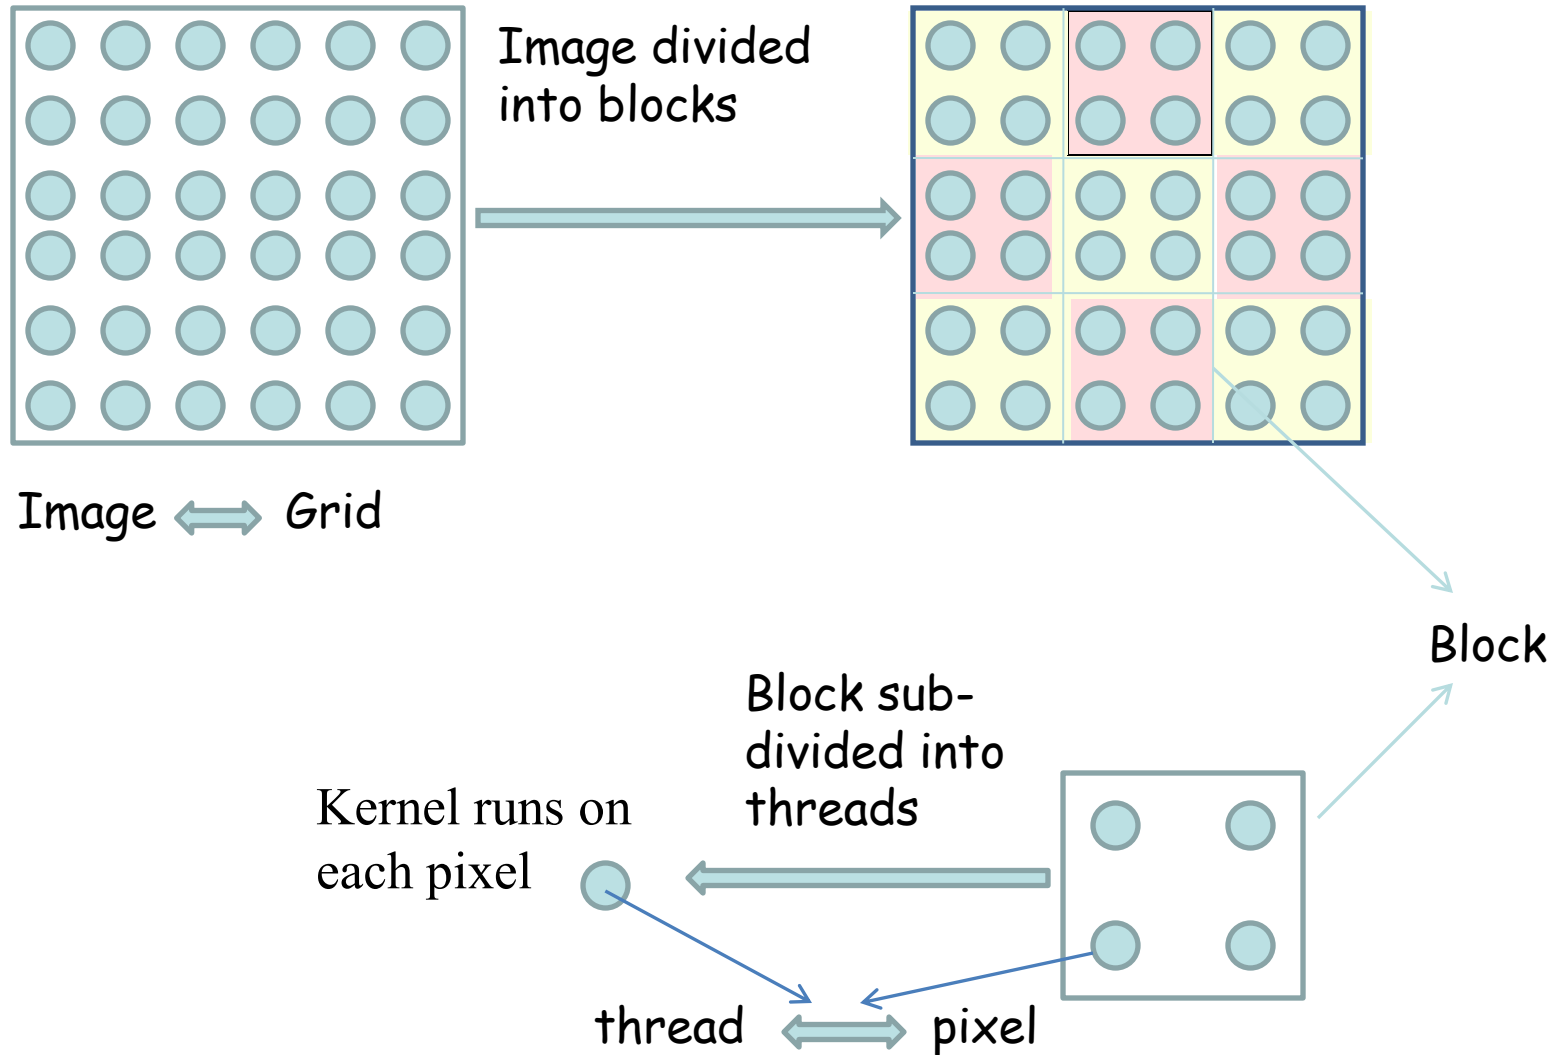 Image divided
into blocks
Image Grid
Block
Block sub-
divided into
threads
Kernel runs on
each pixel
thread pixel